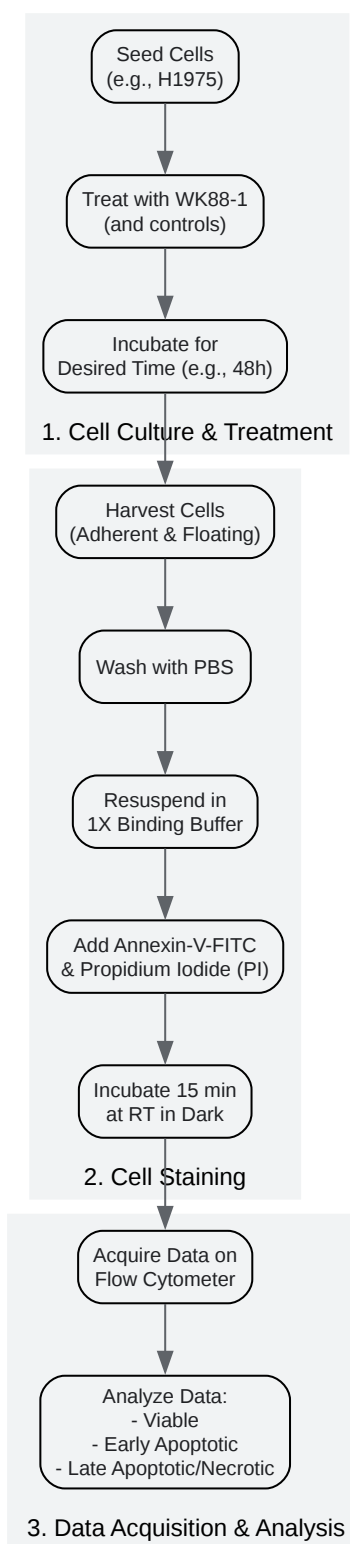 Seed Cells
(e.g., H1975)
Treat with WK88-1
(and controls)
Incubate for
Desired Time (e.g., 48h)
1. Cell Culture & Treatment
Harvest Cells
(Adherent & Floating)
Wash with PBS
Resuspend in
1X Binding Buffer
Add Annexin-V-FITC
& Propidium Iodide (PI)
Incubate 15 min
at RT in Dark
2. Cell Staining
Acquire Data on
Flow Cytometer
Analyze Data:
- Viable
- Early Apoptotic
- Late Apoptotic/Necrotic
3. Data Acquisition & Analysis